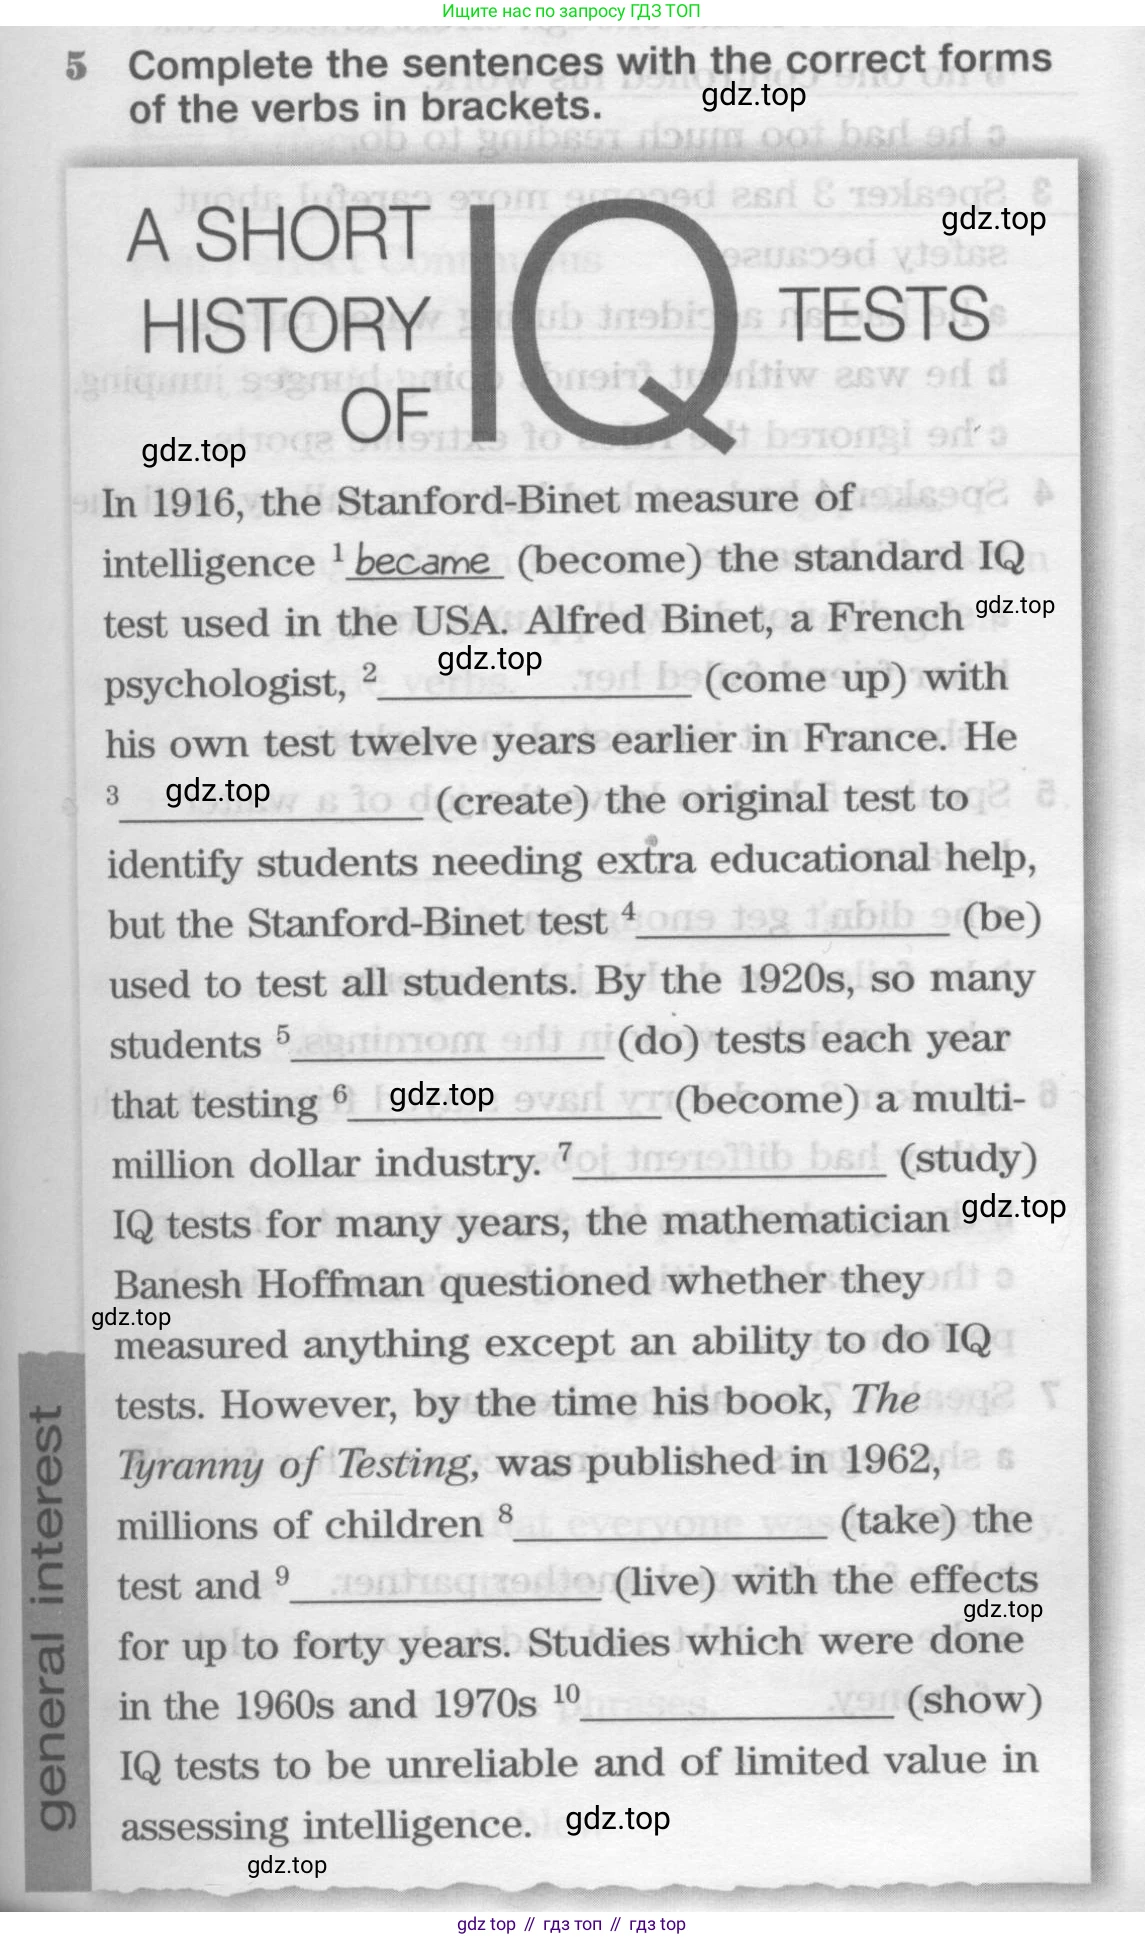 Ищите нас по запросу ГДЗ ТОП
5 Complete the sentences with the correct forms
of the verbs in brackets.
gdz.top
A SHORT
HISTORY
OF
IQ
TESTS
gdz.top
gdz.top
In 1916, the Stanford-Binet measure of
intelligence 1 became (become) the standard IQ
test used in the USA. Alfred Binet, a French
gdz.top
gdz.top
psychologist, 2 ____________ (come up) with
his own test twelve years earlier in France. He
gdz.top
3 ____________ (create) the original test to
identify students needing extra educational help,
but the Stanford-Binet test 4 ____________ (be)
used to test all students. By the 1920s, so many
students 5 ____________ (do) tests each year
gdz.top
that testing 6 ____________ (become) a multi-
million dollar industry. 7 ____________ (study)
gdz.top
IQ tests for many years, the mathematician
Banesh Hoffman questioned whether they
gdz.top
measured anything except an ability to do IQ
tests. However, by the time his book, The
Tyranny of Testing, was published in 1962,
millions of children 8 ____________ (take) the
test and 9 ____________ (live) with the effects
gdz.top
for up to forty years. Studies which were done
in the 1960s and 1970s 10 ____________ (show)
IQ tests to be unreliable and of limited value in
assessing intelligence.
gdz.top
gdz.top
general interest
gdz top // гдз топ // гdз top